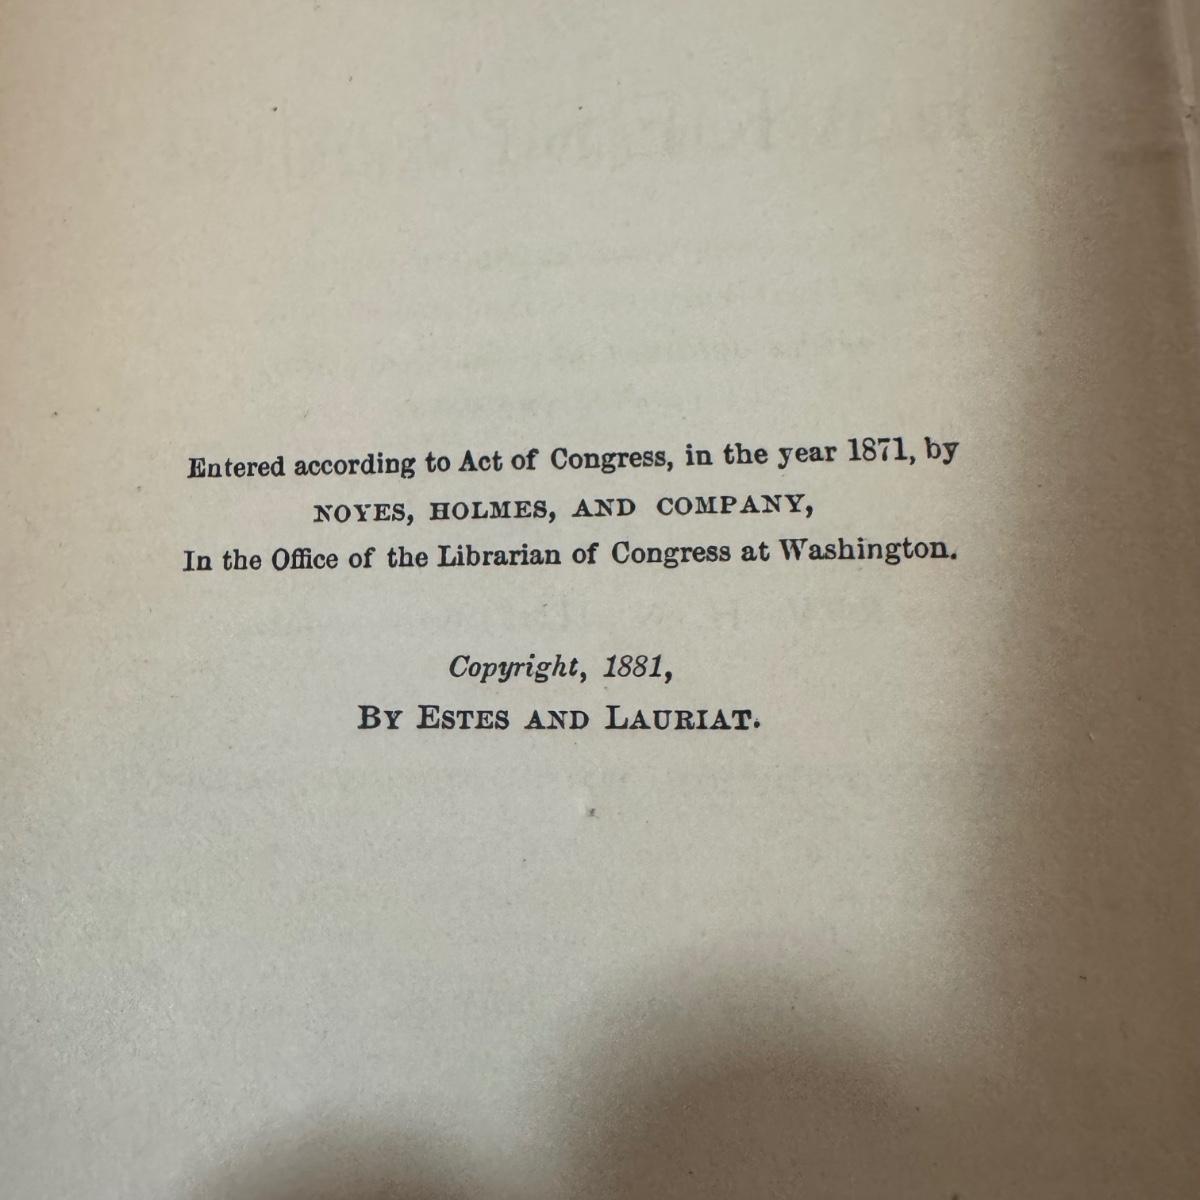 Entered according to Act of Congress, in the year 1871, by
NOYES, HOLMES, AND COMPANY,
In the Office of the Librarian of Congress at Washington.
Copyright, 1881,
BY ESTES AND LAURIAT.